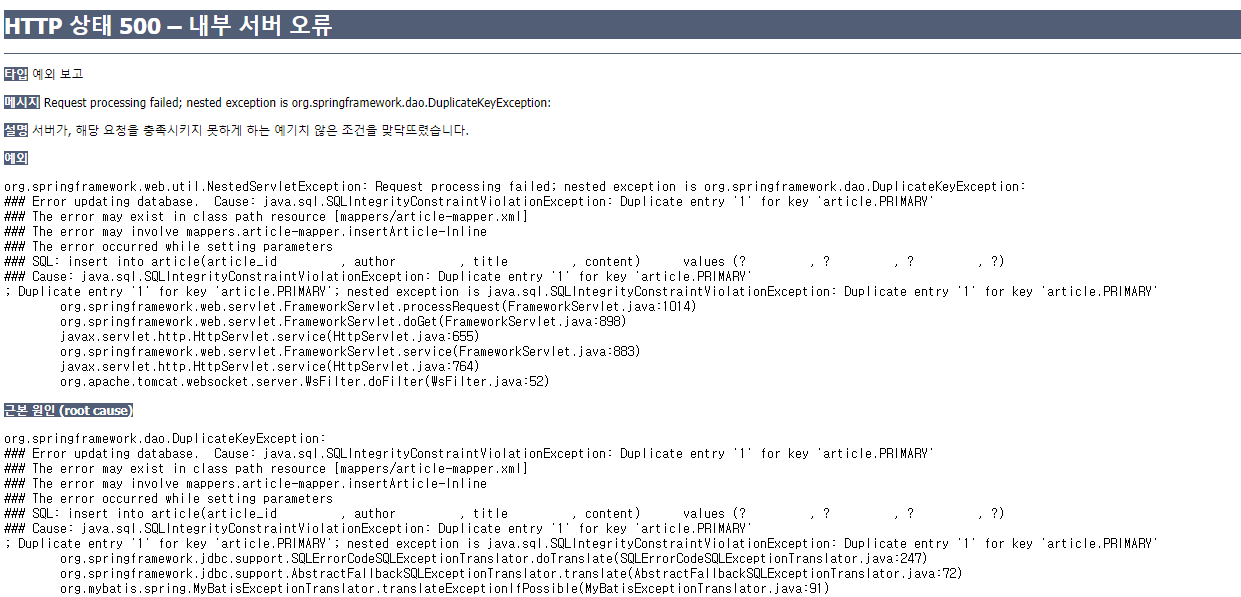 HTTP 상태 500 – 내부 서버 오류
타입 예외 보고
메시지 Request processing failed; nested exception is org.springframework.dao.DuplicateKeyException:
설명 서버가, 해당 요청을 충족시키지 못하게 하는 예기치 않은 조건을 맞닥뜨렸습니다.
예외
org.springframework.web.util.NestedServletException: Request processing failed; nested exception is org.springframework.dao.DuplicateKeyException:
### Error updating database.  Cause: java.sql.SQLIntegrityConstraintViolationException: Duplicate entry '1' for key 'article.PRIMARY'
### The error may exist in class path resource [mappers/article-mapper.xml]
### The error may involve mappers.article-mapper.insertArticle-Inline
### The error occurred while setting parameters
### SQL: insert into article(article_id         , author         , title         , content)      values (?         , ?         , ?         , ?)
### Cause: java.sql.SQLIntegrityConstraintViolationException: Duplicate entry '1' for key 'article.PRIMARY'
; Duplicate entry '1' for key 'article.PRIMARY'; nested exception is java.sql.SQLIntegrityConstraintViolationException: Duplicate entry '1' for key 'article.PRIMARY'
org.springframework.web.servlet.FrameworkServlet.processRequest(FrameworkServlet.java:1014)
org.springframework.web.servlet.FrameworkServlet.doGet(FrameworkServlet.java:898)
javax.servlet.http.HttpServlet.service(HttpServlet.java:655)
org.springframework.web.servlet.FrameworkServlet.service(FrameworkServlet.java:883)
javax.servlet.http.HttpServlet.service(HttpServlet.java:764)
org.apache.tomcat.websocket.server.WsFilter.doFilter(WsFilter.java:52)
근본 원인 (root cause)
org.springframework.dao.DuplicateKeyException:
### Error updating database.  Cause: java.sql.SQLIntegrityConstraintViolationException: Duplicate entry '1' for key 'article.PRIMARY'
### The error may exist in class path resource [mappers/article-mapper.xml]
### The error may involve mappers.article-mapper.insertArticle-Inline
### The error occurred while setting parameters
### SQL: insert into article(article_id         , author         , title         , content)      values (?         , ?         , ?         , ?)
### Cause: java.sql.SQLIntegrityConstraintViolationException: Duplicate entry '1' for key 'article.PRIMARY'
; Duplicate entry '1' for key 'article.PRIMARY'; nested exception is java.sql.SQLIntegrityConstraintViolationException: Duplicate entry '1' for key 'article.PRIMARY'
org.springframework.jdbc.support.SQLErrorCodeSQLExceptionTranslator.doTranslate(SQLErrorCodeSQLExceptionTranslator.java:247)
org.springframework.jdbc.support.AbstractFallbackSQLExceptionTranslator.translate(AbstractFallbackSQLExceptionTranslator.java:72)
org.mybatis.spring.MyBatisExceptionTranslator.translateExceptionIfPossible(MyBatisExceptionTranslator.java:91)